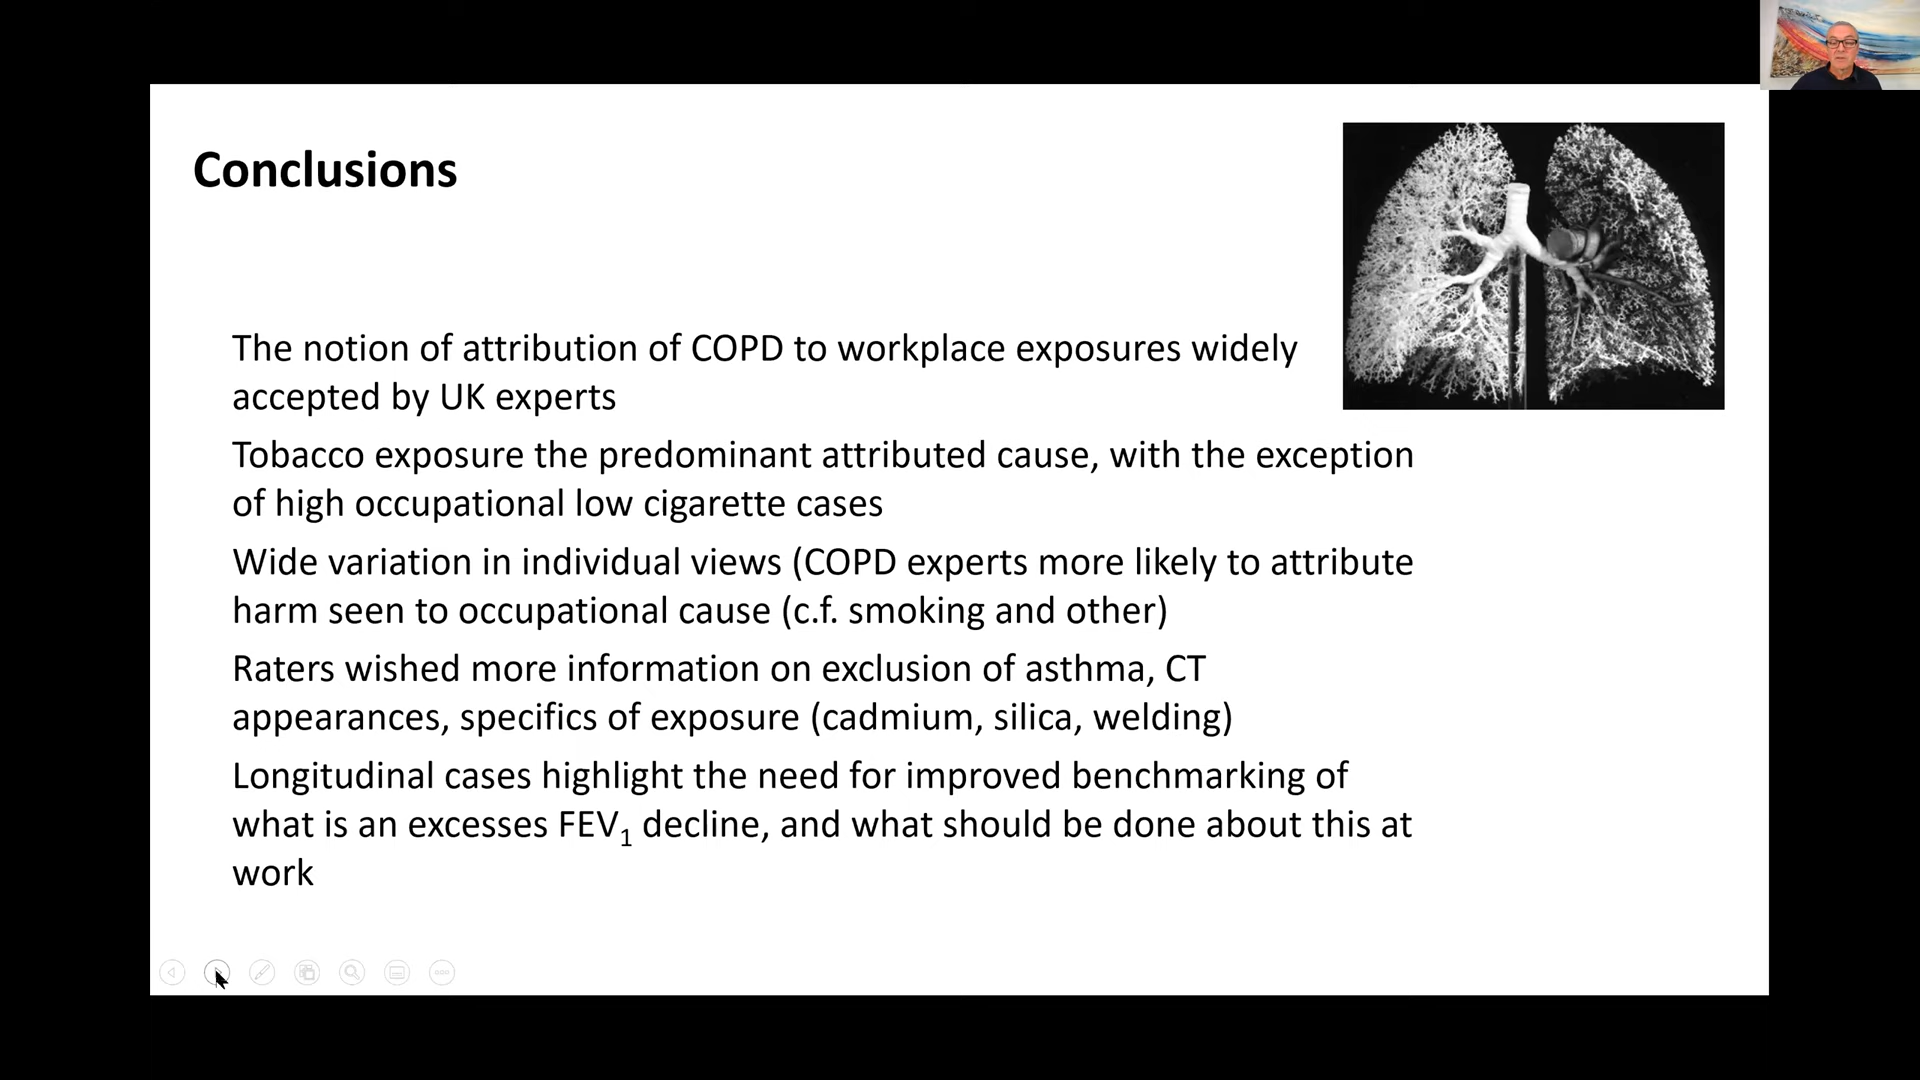 Conclusions
The notion of attribution of COPD to workplace exposures widely
accepted by UK experts
Tobacco exposure the predominant attributed cause, with the exception
of high occupational low cigarette cases
Wide variation in individual views (COPD experts more likely to attribute
harm seen to occupational cause (c.f. smoking and other)
Raters wished more information on exclusion of asthma, CT
appearances, specifics of exposure (cadmium, silica, welding)
Longitudinal cases highlight the need for improved benchmarking of
what is an excesses FEV₁ decline, and what should be done about this at
work